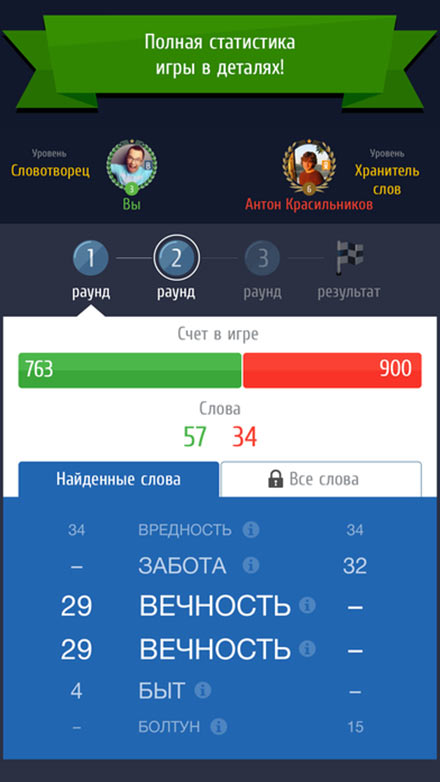 Полная статистика
игры в деталях!
Уровень
Словотворец
3
Вы
6
Антон Красильников
Уровень
Хранитель
слов
1 2 3
раунд раунд раунд результат
Счет в игре
763 900
Слова
57 34
Найденные слова Все слова
34 ВРЕДНОСТЬ i 34
– ЗАБОТА i 32
29 ВЕЧНОСТЬ i –
29 ВЕЧНОСТЬ i –
4 БЫТ i –
– БОЛТУН i 15